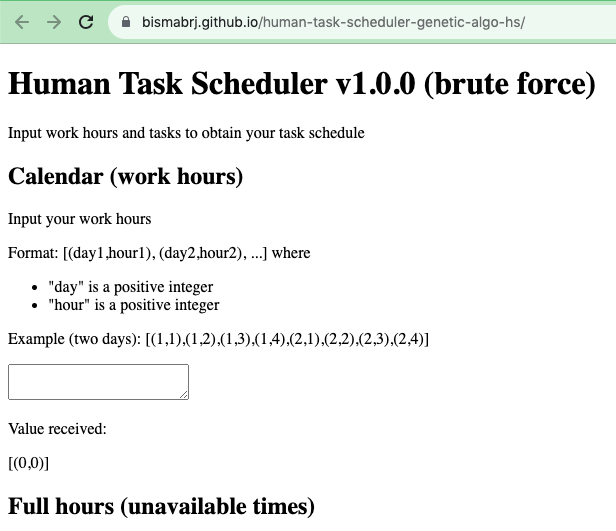 bismabrj.github.io/human-task-scheduler-genetic-algo-hs/
Human Task Scheduler v1.0.0 (brute force)
Input work hours and tasks to obtain your task schedule
Calendar (work hours)
Input your work hours
Format: [(day1,hour1), (day2,hour2), ...] where
• "day" is a positive integer
• "hour" is a positive integer
Example (two days): [(1,1),(1,2),(1,3),(1,4),(2,1),(2,2),(2,3),(2,4)]
Value received:
[(0,0)]
Full hours (unavailable times)